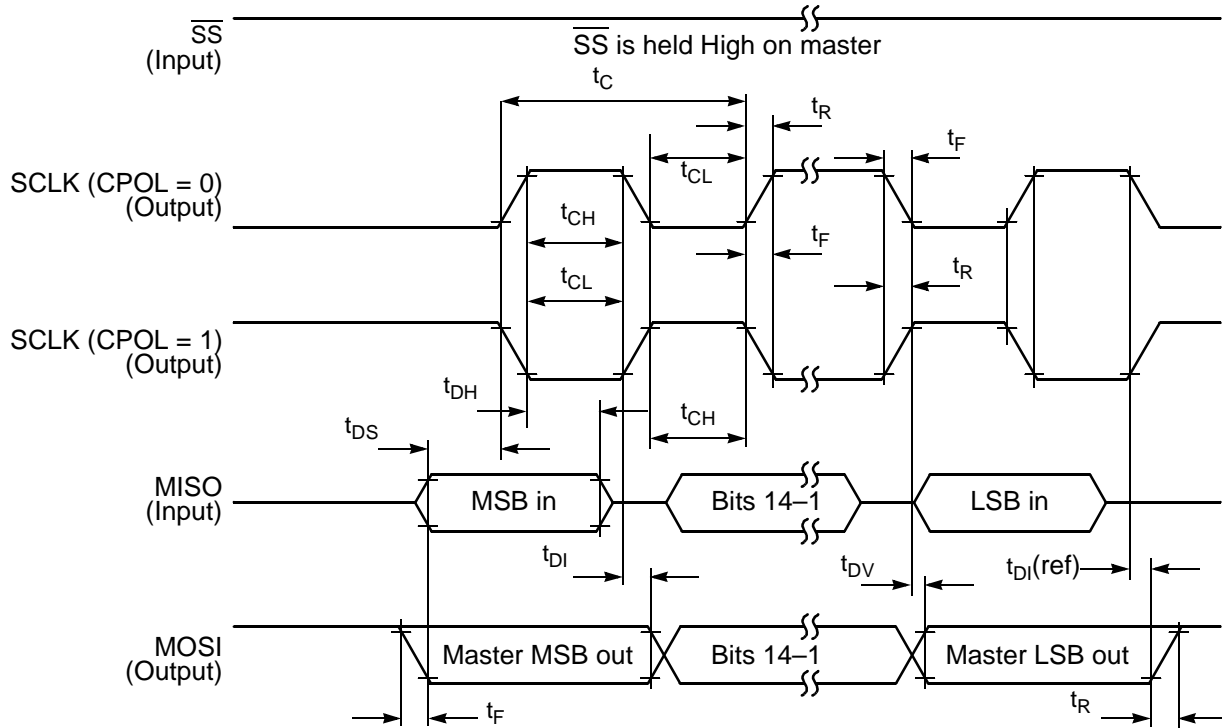 SS
(Input)
SS is held High on master
tC
tR
tF
SCLK (CPOL = 0)
(Output)
tCL
tCH
tF
tCL
tR
SCLK (CPOL = 1)
(Output)
tDH
tCH
tDS
MISO
(Input)
MSB in
Bits 14–1
LSB in
tDI
tDV
tDI(ref)
MOSI
(Output)
Master MSB out
Bits 14–1
Master LSB out
tF
tR